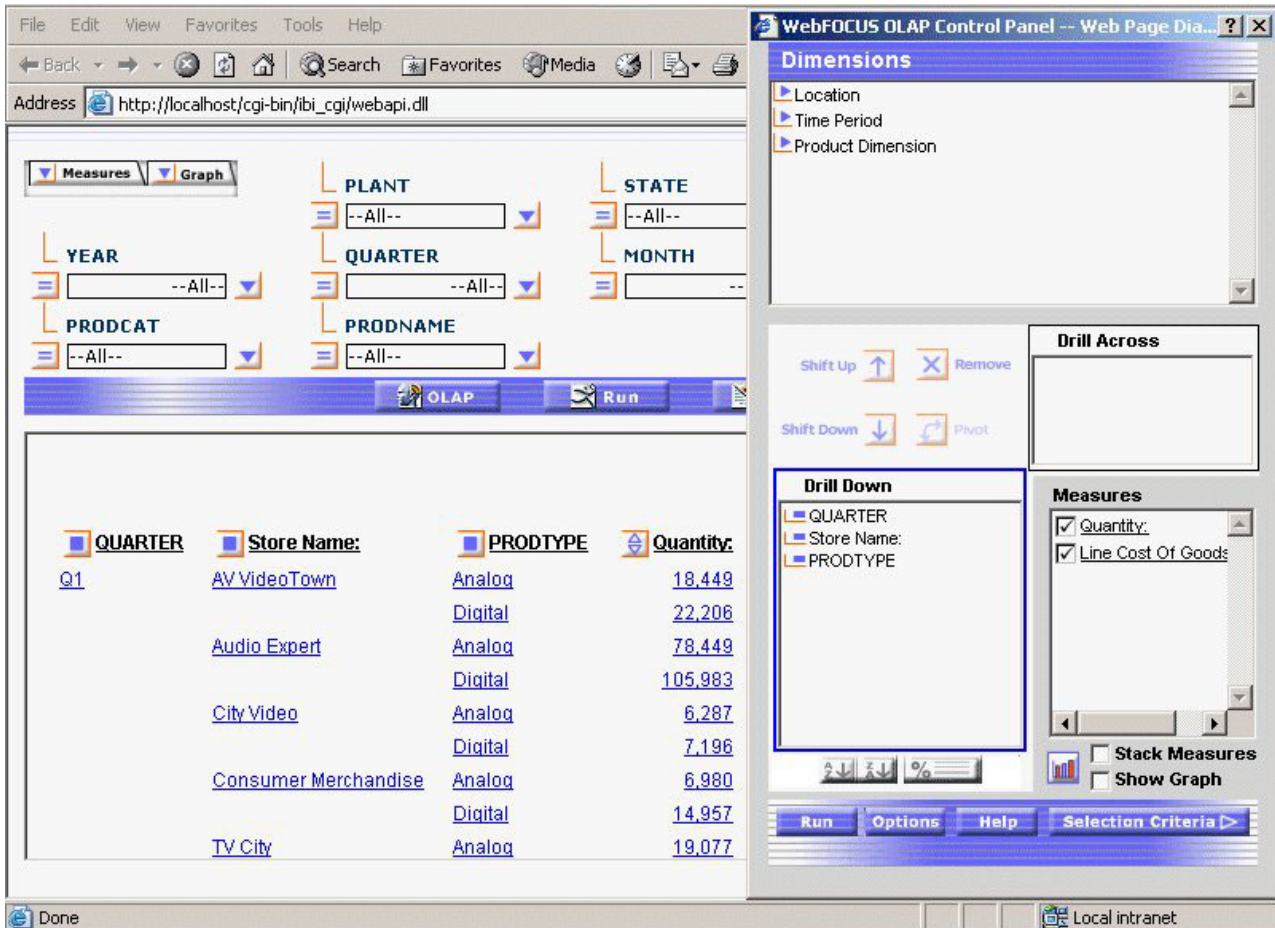 File Edit View Favorites Tools Help
Back Search Favorites Media
Address http://localhost/cgi-bin/ibi_cgi/webapi.dll
Measures Graph
PLANT STATE
--All-- --All--
YEAR QUARTER MONTH
--All-- --All-- --
PRODCAT PRODNAME
--All-- --All--
OLAP Run
QUARTER Store Name: PRODTYPE Quantity:
Q1 AV VideoTown Analog 18,449
Digital 22,206
Audio Expert Analog 78,449
Digital 105,983
City Video Analog 6,287
Digital 7,196
Consumer Merchandise Analog 6,980
Digital 14,957
TV City Analog 19,077
Done
WebFOCUS OLAP Control Panel -- Web Page Dia... ? X
Dimensions
Location
Time Period
Product Dimension
Shift Up Remove
Shift Down Pivot
Drill Across
Drill Down
QUARTER
Store Name:
PRODTYPE
Measures
Quantity:
Line Cost Of Goods
Stack Measures
Show Graph
A Z Z A %
Run Options Help Selection Criteria
Local intranet